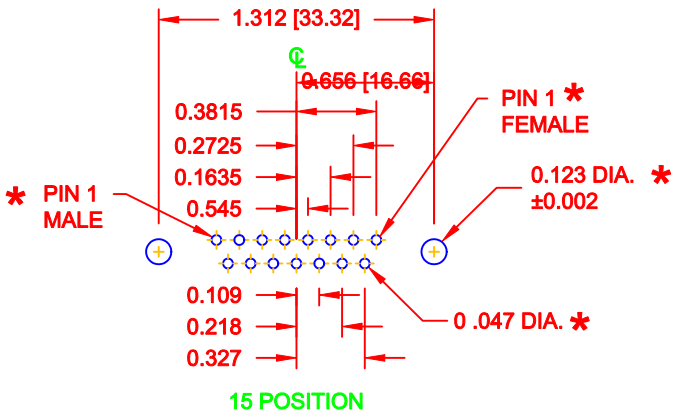 1.312 [33.32]
℄
0.656 [16.66]
0.3815
PIN 1 *
FEMALE
0.2725
0.1635
0.123 DIA. *
±0.002
* PIN 1
MALE
0.545
0.109
0.218
0 .047 DIA. *
0.327
15 POSITION